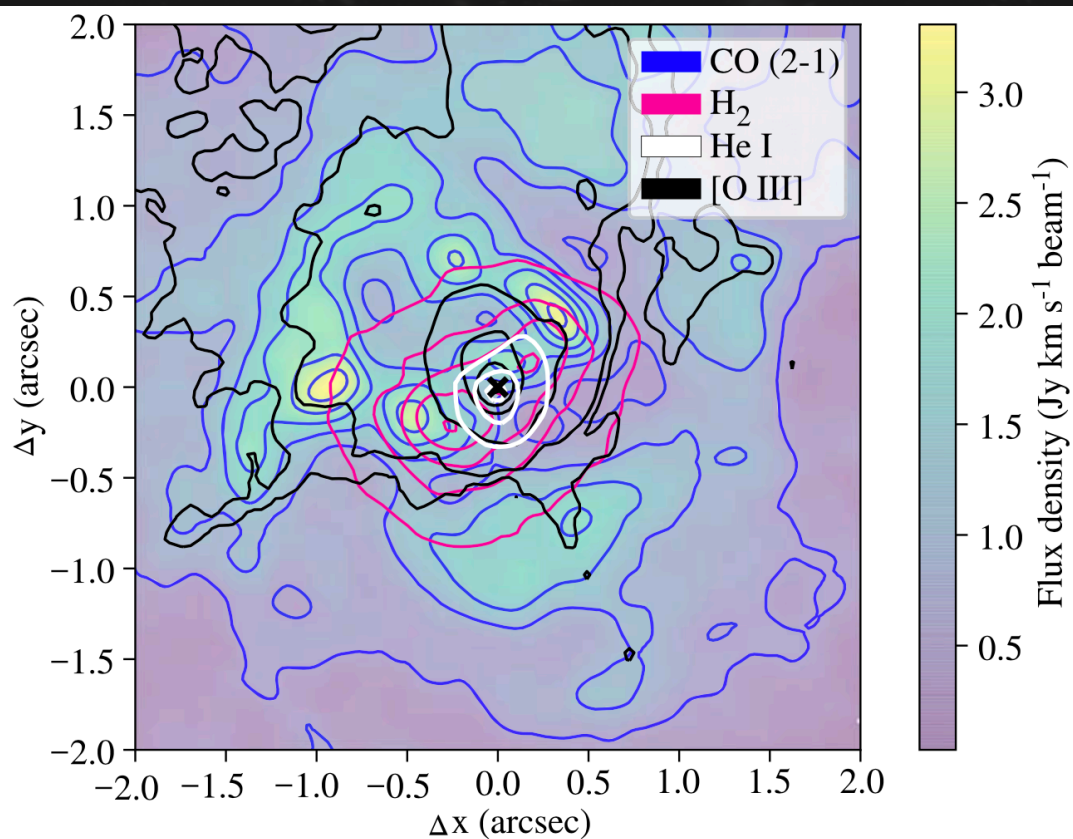 2.0
1.5
1.0
0.5
0.0
−0.5
−1.0
−1.5
−2.0
Δy (arcsec)
−2.0 −1.5 −1.0 −0.5 0.0 0.5 1.0 1.5 2.0
Δx (arcsec)
CO (2-1)
H₂
He I
[O III]
3.0
2.5
2.0
1.5
1.0
0.5
Flux density (Jy km s⁻¹ beam⁻¹)